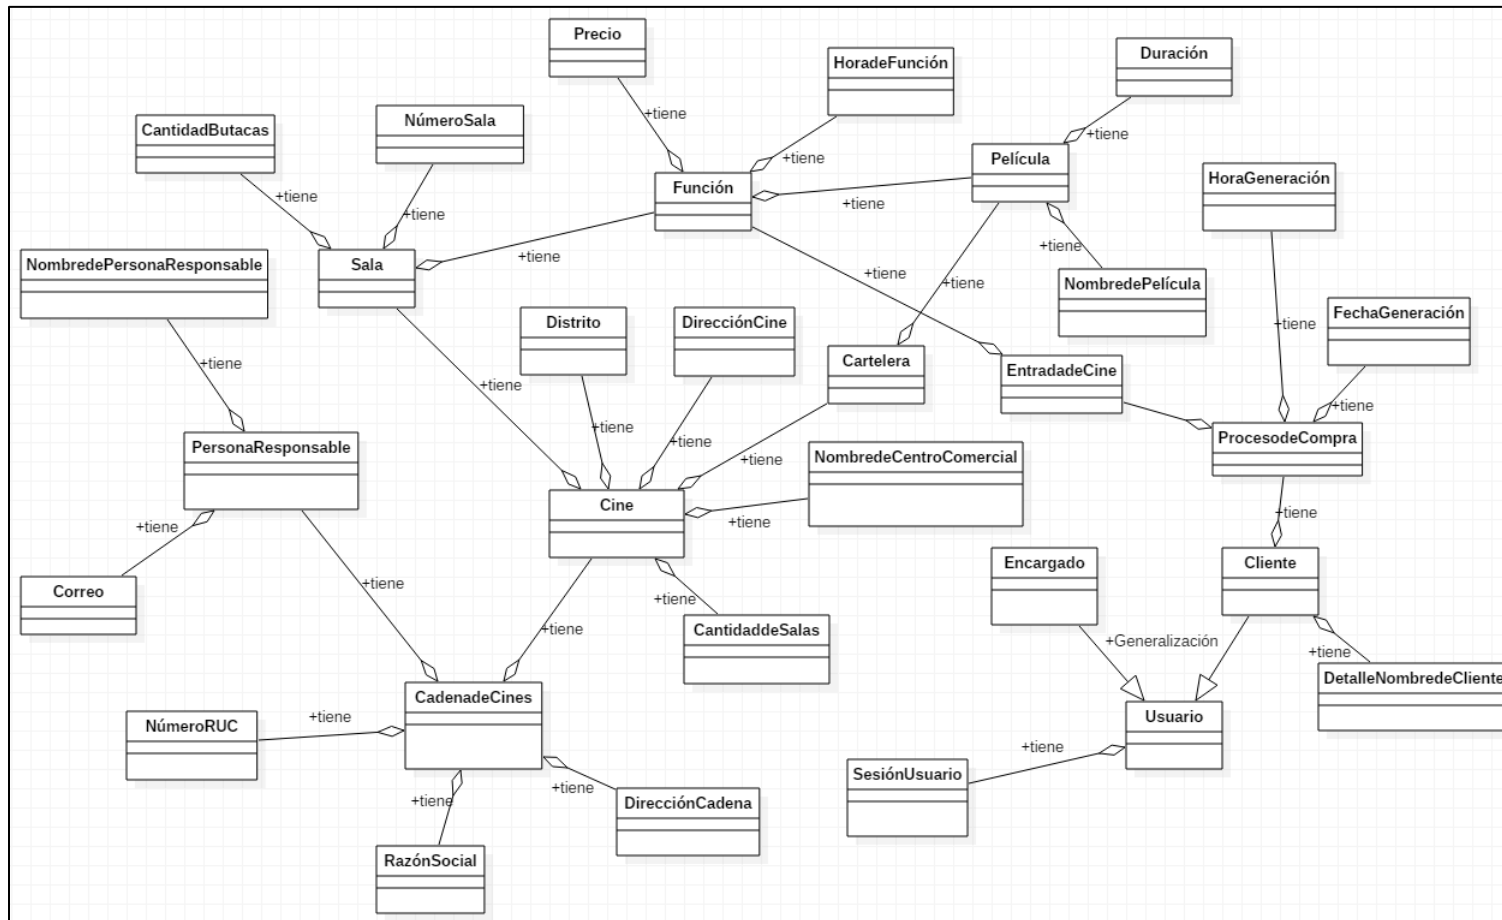 Precio
HoradeFunción
Duración
+tiene
+tiene
+tiene
CantidadButacas
NúmeroSala
Película
Función
HoraGeneración
+tiene
+tiene
+tiene
+tiene
NombredePersonaResponsable
Sala
+tiene
+tiene
+tiene
NombredePelícula
FechaGeneración
Distrito
DirecciónCine
Cartelera
+tiene
EntradadeCine
+tiene
+tiene
+tiene
+tiene
+tiene
+tiene
PersonaResponsable
ProcesodeCompra
NombredeCentroComercial
+tiene
Cine
+tiene
+tiene
+tiene
Correo
+tiene
Encargado
Cliente
+tiene
+tiene
CantidaddeSalas
+Generalización
+tiene
DetalleNombredeCliente
CadenadeCines
NúmeroRUC
+tiene
Usuario
+tiene
SesiónUsuario
+tiene
+tiene
DirecciónCadena
RazónSocial